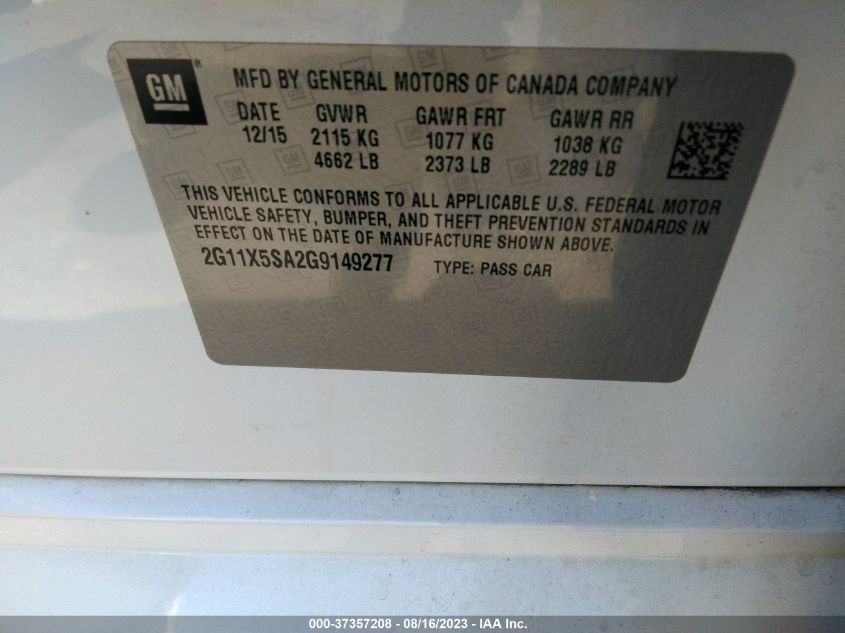 GM ®
MFD BY GENERAL MOTORS OF CANADA COMPANY
DATE GVWR GAWR FRT GAWR RR
12/15 2115 KG 1077 KG 1038 KG
4662 LB 2373 LB 2289 LB
THIS VEHICLE CONFORMS TO ALL APPLICABLE U.S. FEDERAL MOTOR
VEHICLE SAFETY, BUMPER, AND THEFT PREVENTION STANDARDS IN
EFFECT ON THE DATE OF MANUFACTURE SHOWN ABOVE.
2G11X5SA2G9149277 TYPE: PASS CAR
000-37357208 - 08/16/2023 - IAA Inc.